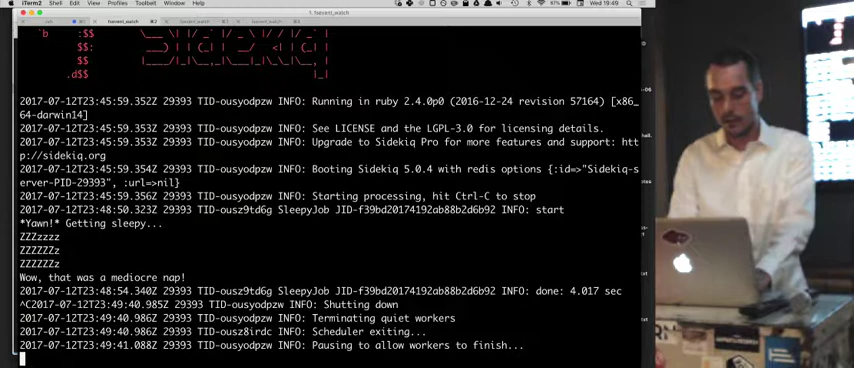 iTerm2 Shell Edit View Profiles Toolbelt Window Help
67% Wed 19:49
1. fsevent_watch
fsevent_watch ⌘2
2017-07-12T23:45:59.352Z 29393 TID-ousyodpzw INFO: Running in ruby 2.4.0p0 (2016-12-24 revision 57164) [x86_
64-darwin14]
2017-07-12T23:45:59.353Z 29393 TID-ousyodpzw INFO: See LICENSE and the LGPL-3.0 for licensing details.
2017-07-12T23:45:59.353Z 29393 TID-ousyodpzw INFO: Upgrade to Sidekiq Pro for more features and support: htt
p://sidekiq.org
2017-07-12T23:45:59.354Z 29393 TID-ousyodpzw INFO: Booting Sidekiq 5.0.4 with redis options {:id=>"Sidekiq-s
erver-PID-29393", :url=>nil}
2017-07-12T23:45:59.356Z 29393 TID-ousyodpzw INFO: Starting processing, hit Ctrl-C to stop
2017-07-12T23:48:50.323Z 29393 TID-ousz9td6g SleepyJob JID-f39bd20174192ab88b2d6b92 INFO: start
*Yawn!* Getting sleepy...
ZZZzzzz
ZZZZZZz
ZZZZZZz
Wow, that was a mediocre nap!
2017-07-12T23:48:54.340Z 29393 TID-ousz9td6g SleepyJob JID-f39bd20174192ab88b2d6b92 INFO: done: 4.017 sec
^C2017-07-12T23:49:40.985Z 29393 TID-ousyodpzw INFO: Shutting down
2017-07-12T23:49:40.986Z 29393 TID-ousyodpzw INFO: Terminating quiet workers
2017-07-12T23:49:40.986Z 29393 TID-ousz8irdc INFO: Scheduler exiting...
2017-07-12T23:49:41.088Z 29393 TID-ousyodpzw INFO: Pausing to allow workers to finish...